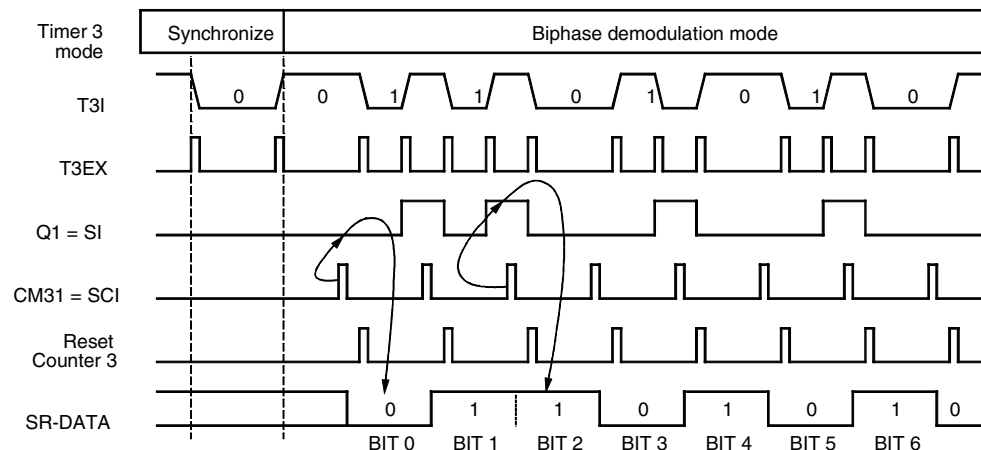 Timer 3
mode
Synchronize
Biphase demodulation mode
T3I
0 0 1 1 0 1 0 1 0
T3EX
Q1 = SI
CM31 = SCI
Reset
Counter 3
SR-DATA
0 1 1 0 1 0 1 0
BIT 0 BIT 1 BIT 2 BIT 3 BIT 4 BIT 5 BIT 6